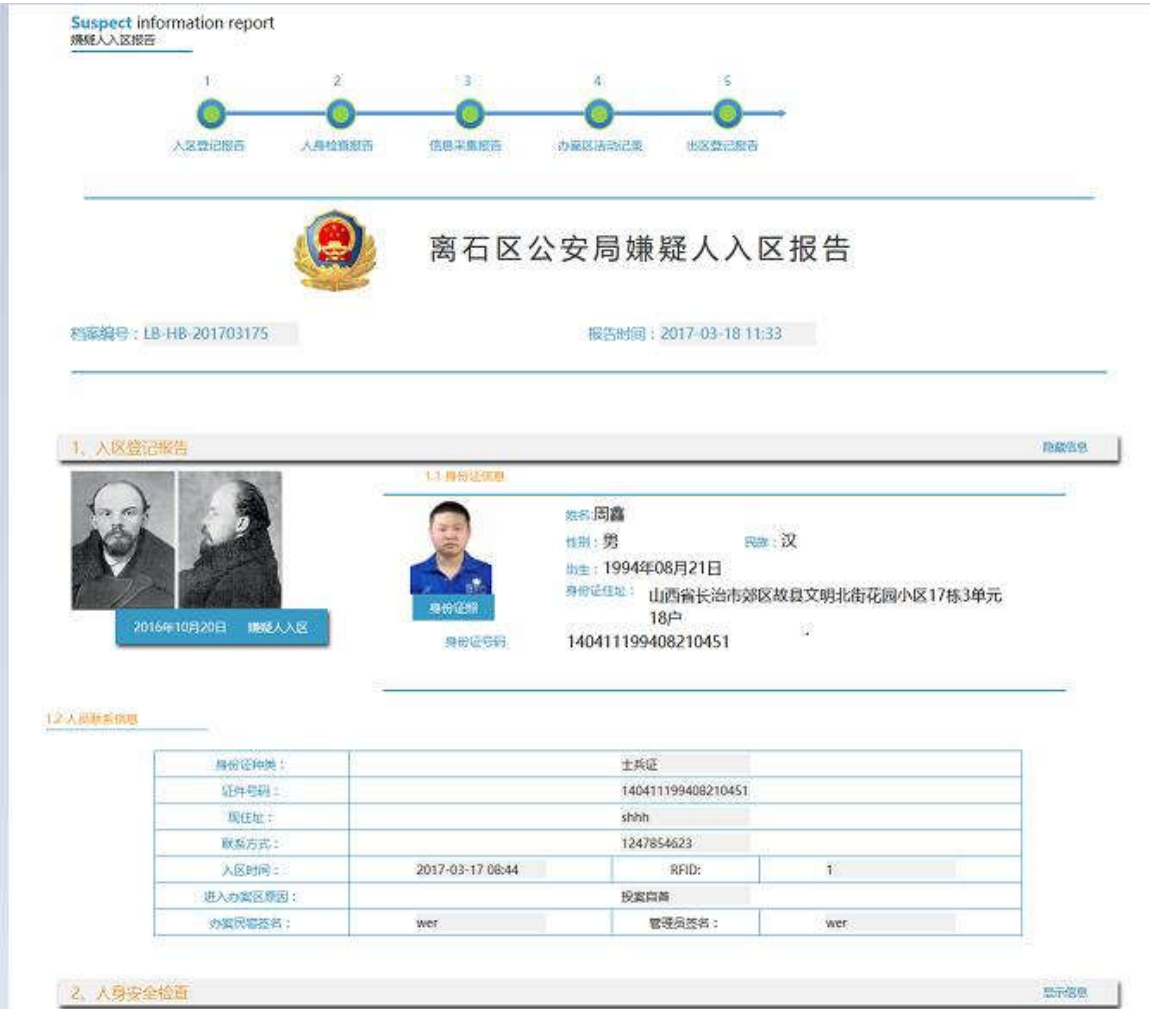 Suspect information report
嫌疑人入区报告
1 2 3 4 5
入区登记报告 人身检查报告 信息采集报告 办案区活动记录 出区登记报告
离石区公安局嫌疑人入区报告
档案编号：LB-HB-201703175 报告时间：2017-03-18 11:33
1、入区登记报告 隐藏信息
1.1 身份证信息
姓名:周鑫
性别：男 民族：汉
出生：1994年08月21日
身份证住址：山西省长治市郊区故县文明北街花园小区17栋3单元
18户
身份证照
2016年10月20日 嫌疑人入区
身份证号码 140411199408210451
1.2 人员联系信息
身份证种类： 士兵证
证件号码： 140411199408210451
现住址： shhh
联系方式： 1247854623
入区时间： 2017-03-17 08:44 RFID: 1
进入办案区原因： 投案自首
办案民警签名： wer 管理员签名： wer
2、人身安全检查 显示信息